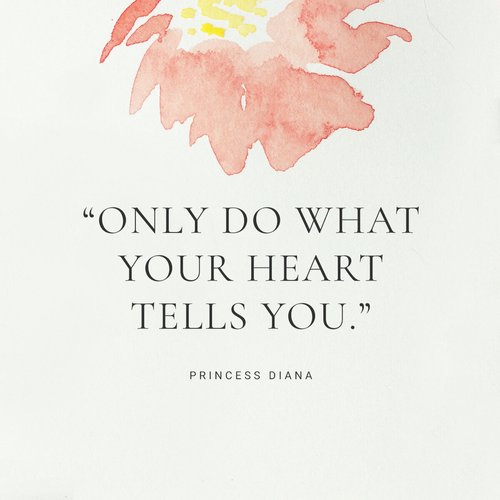 “ONLY DO WHAT
YOUR HEART
TELLS YOU.”
PRINCESS DIANA